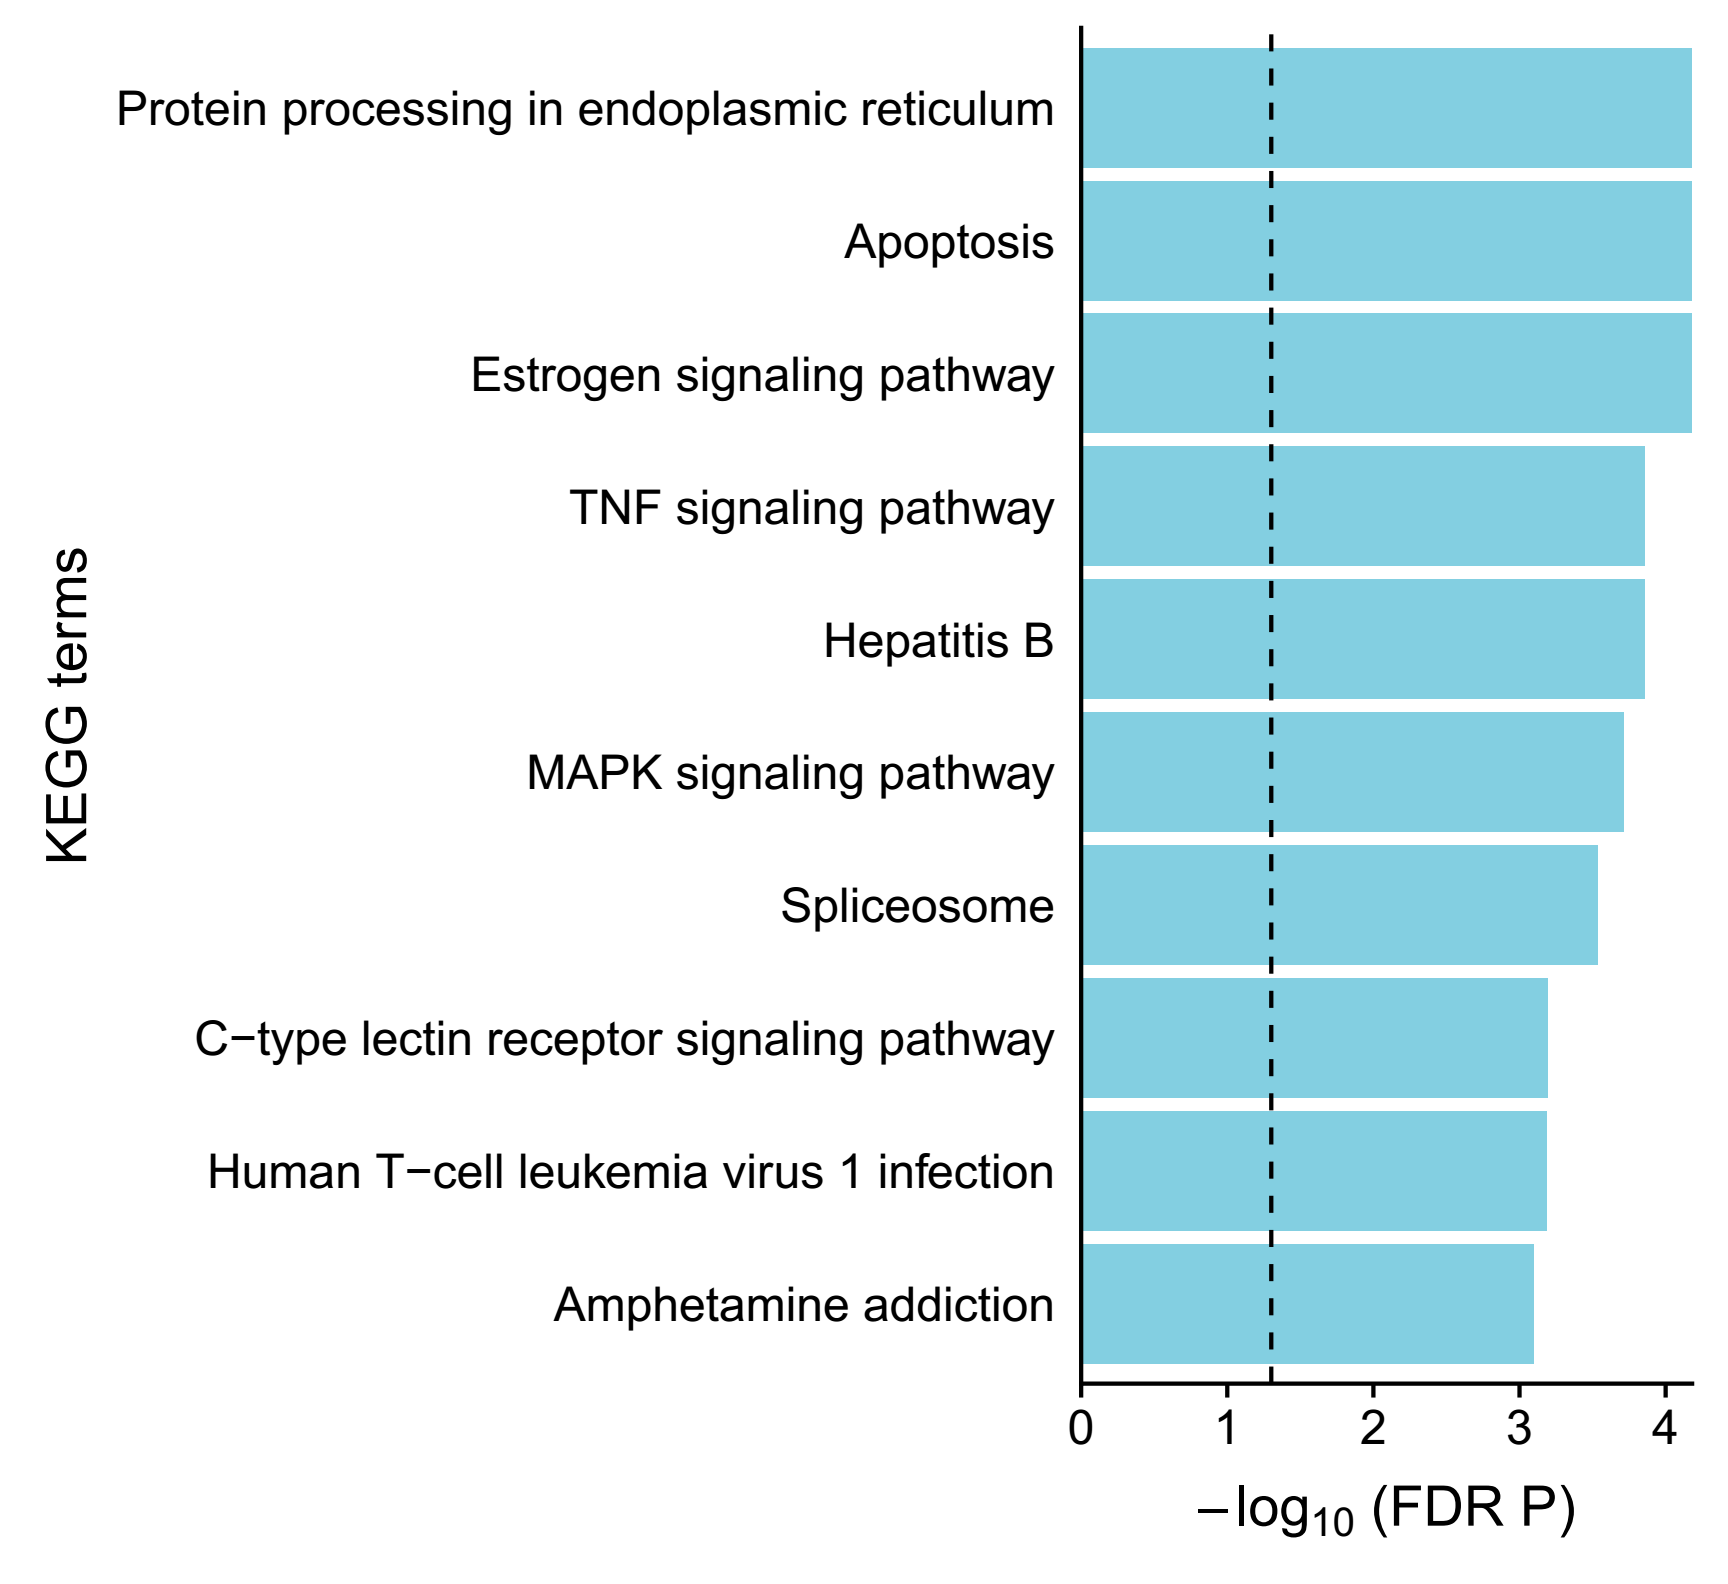 Protein processing in endoplasmic reticulum
Apoptosis
Estrogen signaling pathway
TNF signaling pathway
Hepatitis B
MAPK signaling pathway
Spliceosome
C−type lectin receptor signaling pathway
Human T−cell leukemia virus 1 infection
Amphetamine addiction
KEGG terms
0 1 2 3 4
−log₁₀ (FDR P)